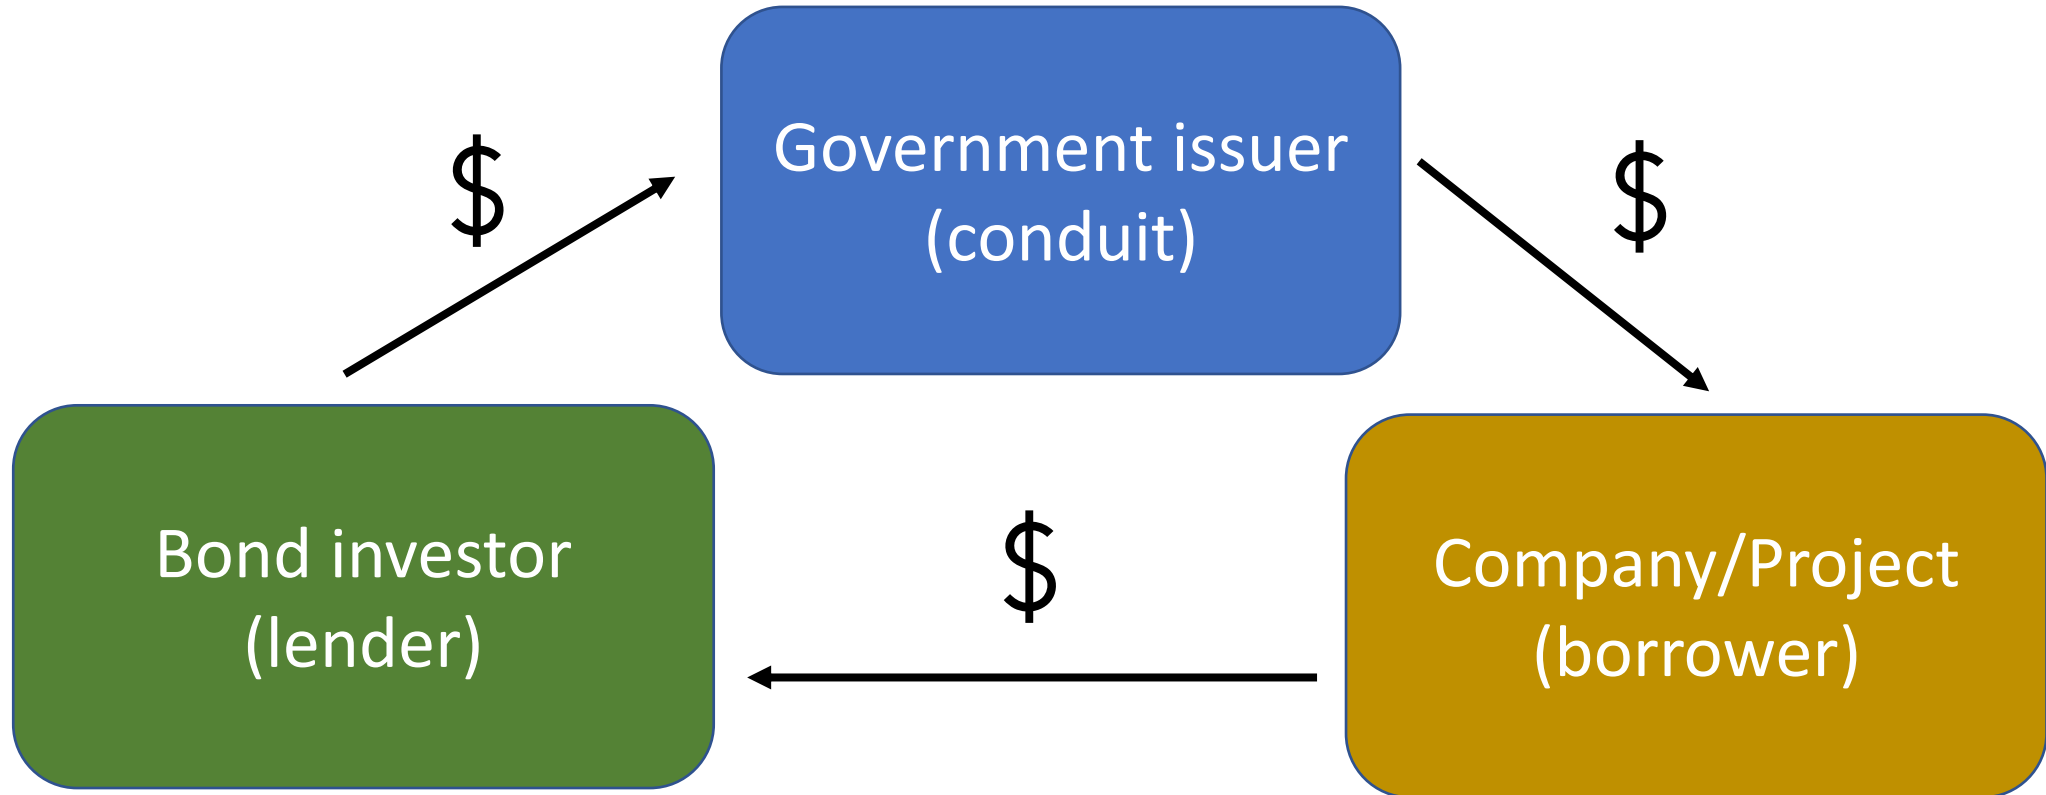 $
Government issuer
(conduit)
$
Bond investor
(lender)
$
Company/Project
(borrower)